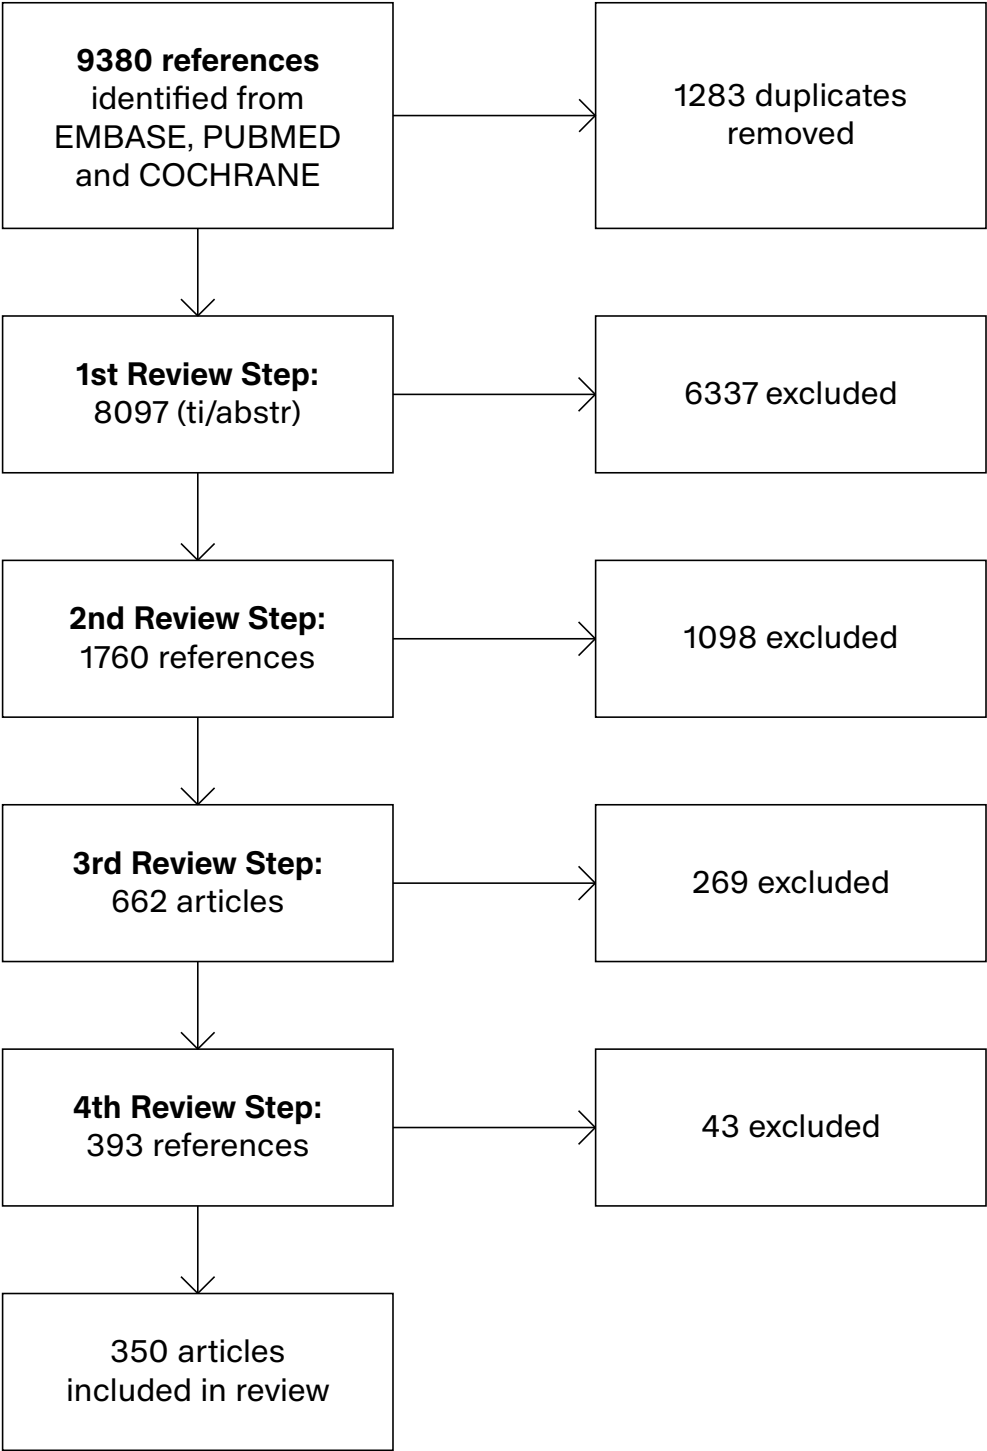 9380 references
identified from
EMBASE, PUBMED
and COCHRANE
1283 duplicates
removed
1st Review Step:
8097 (ti/abstr)
6337 excluded
2nd Review Step:
1760 references
1098 excluded
3rd Review Step:
662 articles
269 excluded
4th Review Step:
393 references
43 excluded
350 articles
included in review